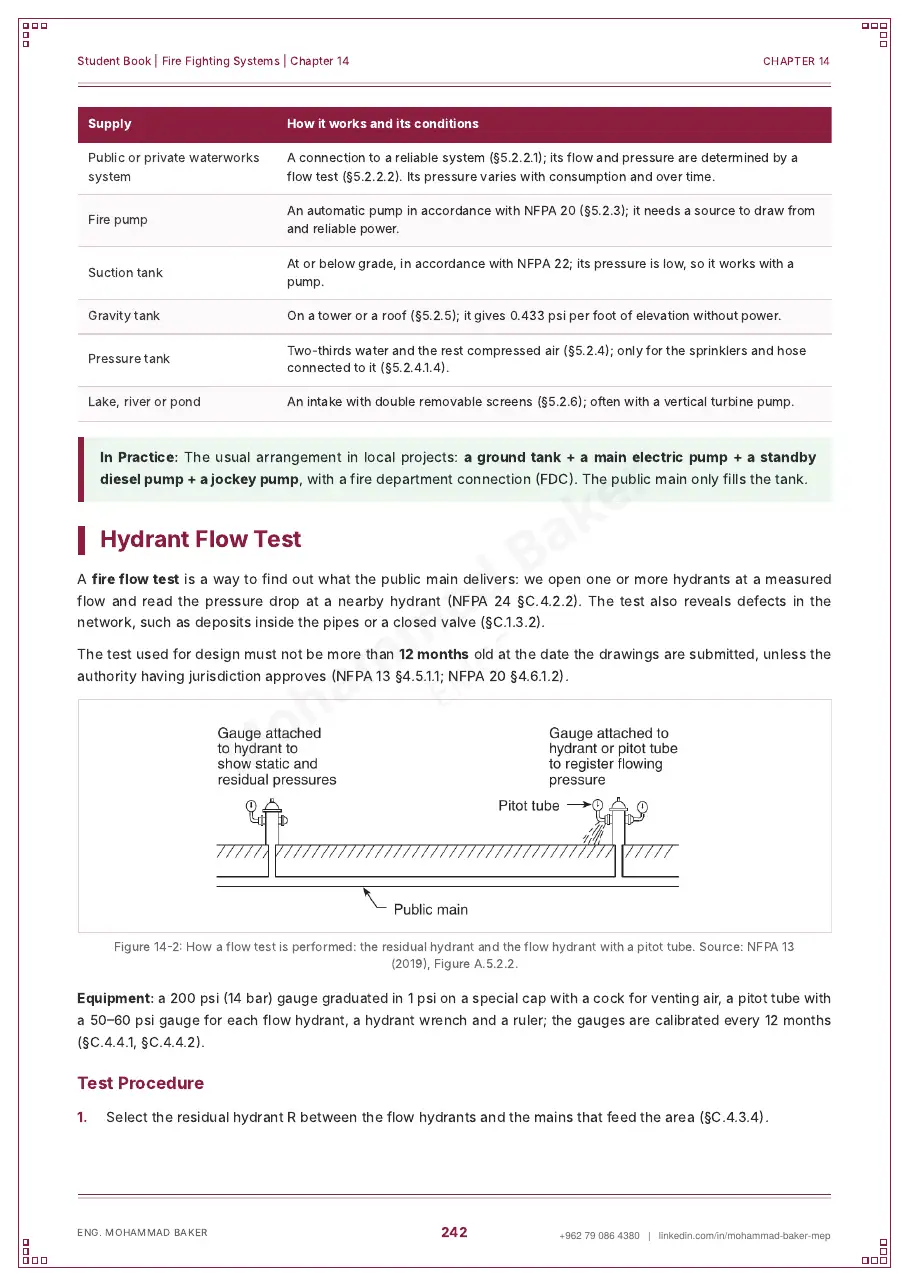 Student Book | Fire Fighting Systems | Chapter 14
CHAPTER 14
Supply
How it works and its conditions
Public or private waterworks
system
A connection to a reliable system (§5.2.2.1); its flow and pressure are determined by a
flow test (§5.2.2.2). Its pressure varies with consumption and over time.
Fire pump
An automatic pump in accordance with NFPA 20 (§5.2.3); it needs a source to draw from
and reliable power.
Suction tank
At or below grade, in accordance with NFPA 22; its pressure is low, so it works with a
pump.
Gravity tank
On a tower or a roof (§5.2.5); it gives 0.433 psi per foot of elevation without power.
Pressure tank
Two-thirds water and the rest compressed air (§5.2.4); only for the sprinklers and hose
connected to it (§5.2.4.1.4).
Lake, river or pond
An intake with double removable screens (§5.2.6); often with a vertical turbine pump.
In Practice: The usual arrangement in local projects: a ground tank + a main electric pump + a standby
diesel pump + a jockey pump, with a fire department connection (FDC). The public main only fills the tank.
Hydrant Flow Test
A fire flow test is a way to find out what the public main delivers: we open one or more hydrants at a measured
flow and read the pressure drop at a nearby hydrant (NFPA 24 §C.4.2.2). The test also reveals defects in the
network, such as deposits inside the pipes or a closed valve (§C.1.3.2).
The test used for design must not be more than 12 months old at the date the drawings are submitted, unless the
authority having jurisdiction approves (NFPA 13 §4.5.1.1; NFPA 20 §4.6.1.2).
Gauge attached
to hydrant to
show static and
residual pressures
Gauge attached to
hydrant or pitot tube
to register flowing
pressure
Pitot tube
Public main
Figure 14-2: How a flow test is performed: the residual hydrant and the flow hydrant with a pitot tube. Source: NFPA 13
(2019), Figure A.5.2.2.
Equipment: a 200 psi (14 bar) gauge graduated in 1 psi on a special cap with a cock for venting air, a pitot tube with
a 50–60 psi gauge for each flow hydrant, a hydrant wrench and a ruler; the gauges are calibrated every 12 months
(§C.4.4.1, §C.4.4.2).
Test Procedure
1. Select the residual hydrant R between the flow hydrants and the mains that feed the area (§C.4.3.4).
ENG. MOHAMMAD BAKER
242
+962 79 086 4380 | linkedin.com/in/mohammad-baker-mep